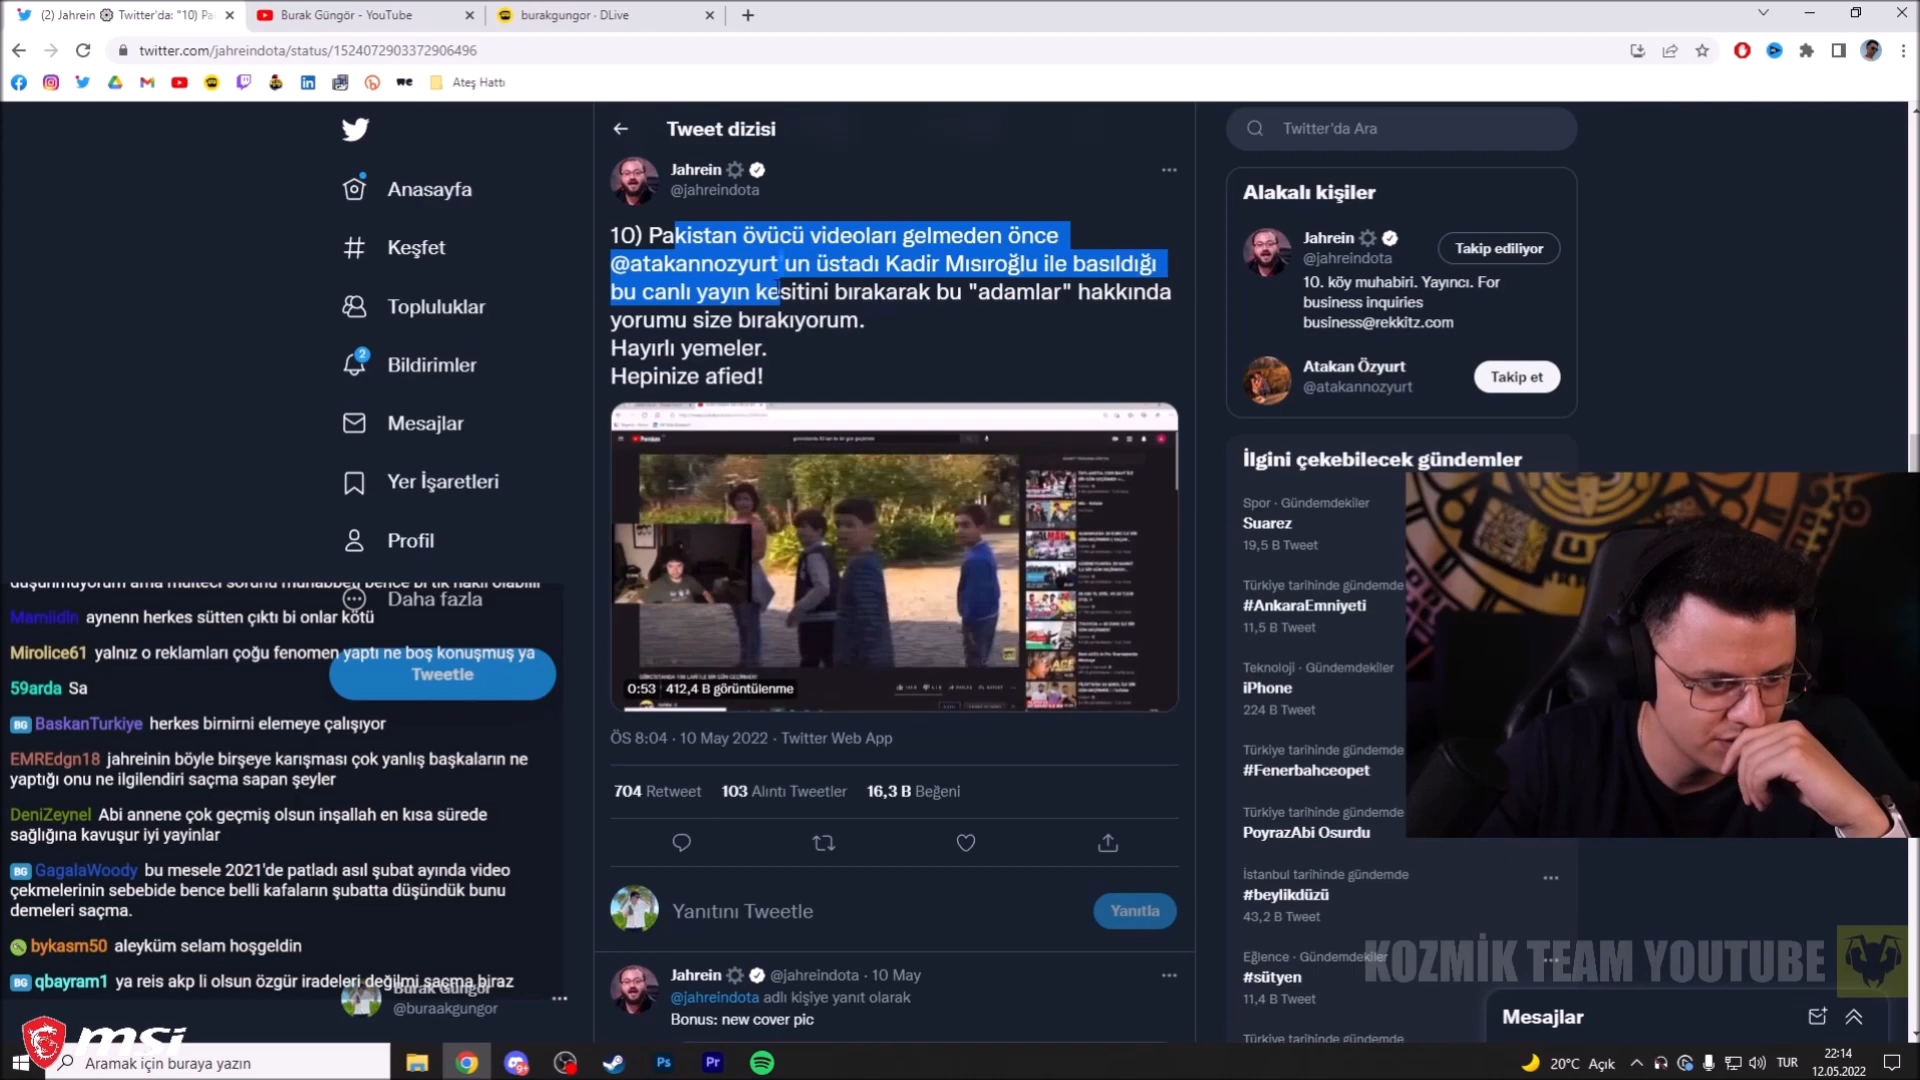 (2) Jahrein Twitter'da: "10) Pa
Burak Güngör - YouTube
burakgungor · DLive
twitter.com/jahreindota/status/1524072903372906496
Ateş Hattı
Anasayfa
Keşfet
Topluluklar
2
Bildirimler
Mesajlar
Yer İşaretleri
Profil
Daha fazla
Tweetle
Burak Güngör
@buraakgungor
düşünmüyorum ama mülteci sorunu muhabbeti bence bi tık haklı olabilir
Mamiidin aynenn herkes sütten çıktı bi onlar kötü
Mirolice61 yalnız o reklamları çoğu fenomen yaptı ne boş konuşmuş ya
59arda Sa
BG BaskanTurkiye herkes birnirni elemeye çalışıyor
EMREdgn18 jahreinin böyle birşeye karışması çok yanlış başkaların ne
yaptığı onu ne ilgilendiri saçma sapan şeyler
DeniZeynel Abi annene çok geçmiş olsun inşallah en kısa sürede
sağlığına kavuşur iyi yayinlar
BG GagalaWoody bu mesele 2021'de patladı asıl şubat ayında video
çekmelerinin sebebide bence belli kafaların şubatta düşündük bunu
demeleri saçma.
bykasm50 aleyküm selam hoşgeldin
BG qbayram1 ya reis akp li olsun özgür iradeleri değilmi saçma biraz
Tweet dizisi
Jahrein
@jahreindota
10) Pakistan övücü videoları gelmeden önce
@atakannozyurt'un üstadı Kadir Mısıroğlu ile basıldığı
bu canlı yayın kesitini bırakarak bu "adamlar" hakkında
yorumu size bırakıyorum.
Hayırlı yemeler.
Hepinize afied!
0:53 412,4 B görüntülenme
ÖS 8:04 · 10 May 2022 · Twitter Web App
704 Retweet 103 Alıntı Tweetler 16,3 B Beğeni
Yanıtını Tweetle
Yanıtla
Jahrein @jahreindota · 10 May
@jahreindota adlı kişiye yanıt olarak
Bonus: new cover pic
Twitter'da Ara
Alakalı kişiler
Jahrein
@jahreindota
Takip ediliyor
10. köy muhabiri. Yayıncı. For
business inquiries
business@rekkitz.com
Atakan Özyurt
@atakannozyurt
Takip et
İlgini çekebilecek gündemler
Spor · Gündemdekiler
Suarez
19,5 B Tweet
Türkiye tarihinde gündemde
#AnkaraEmniyeti
11,5 B Tweet
Teknoloji · Gündemdekiler
iPhone
224 B Tweet
Türkiye tarihinde gündemde
#Fenerbahceopet
Türkiye tarihinde gündemde
PoyrazAbi Osurdu
İstanbul tarihinde gündemde
#beylikdüzü
43,2 B Tweet
Eğlence · Gündemdekiler
#sütyen
11,4 B Tweet
KOZMİK TEAM YOUTUBE
Mesajlar
msi
Aramak için buraya yazın
9+
Ps
Pr
20°C Açık
TUR
22:14
12.05.2022